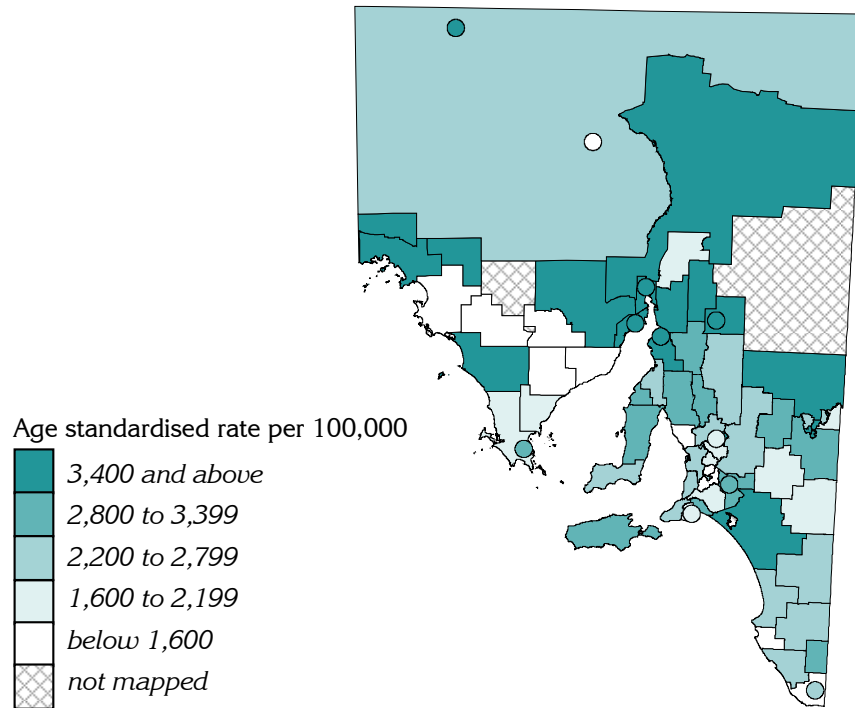 Age standardised rate per 100,000
3,400 and above
2,800 to 3,399
2,200 to 2,799
1,600 to 2,199
below 1,600
not mapped